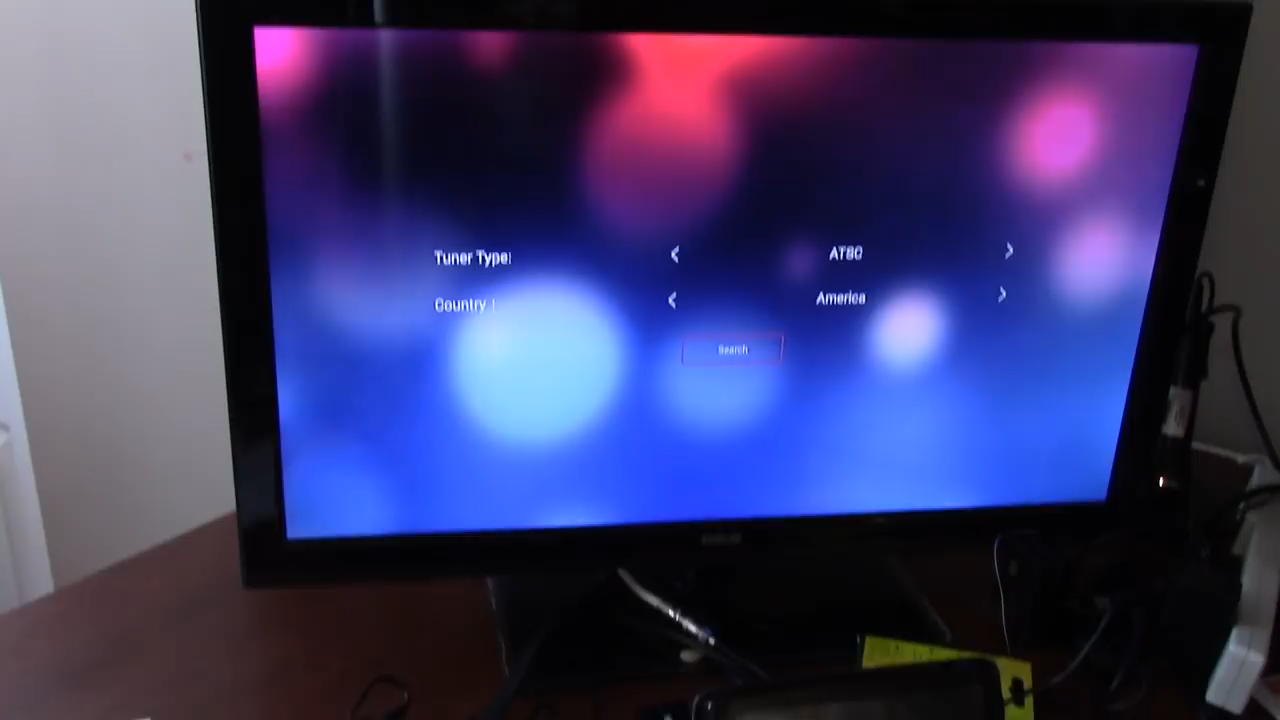 Tuner Type:
< ATSC >
Country :
< America >
Search